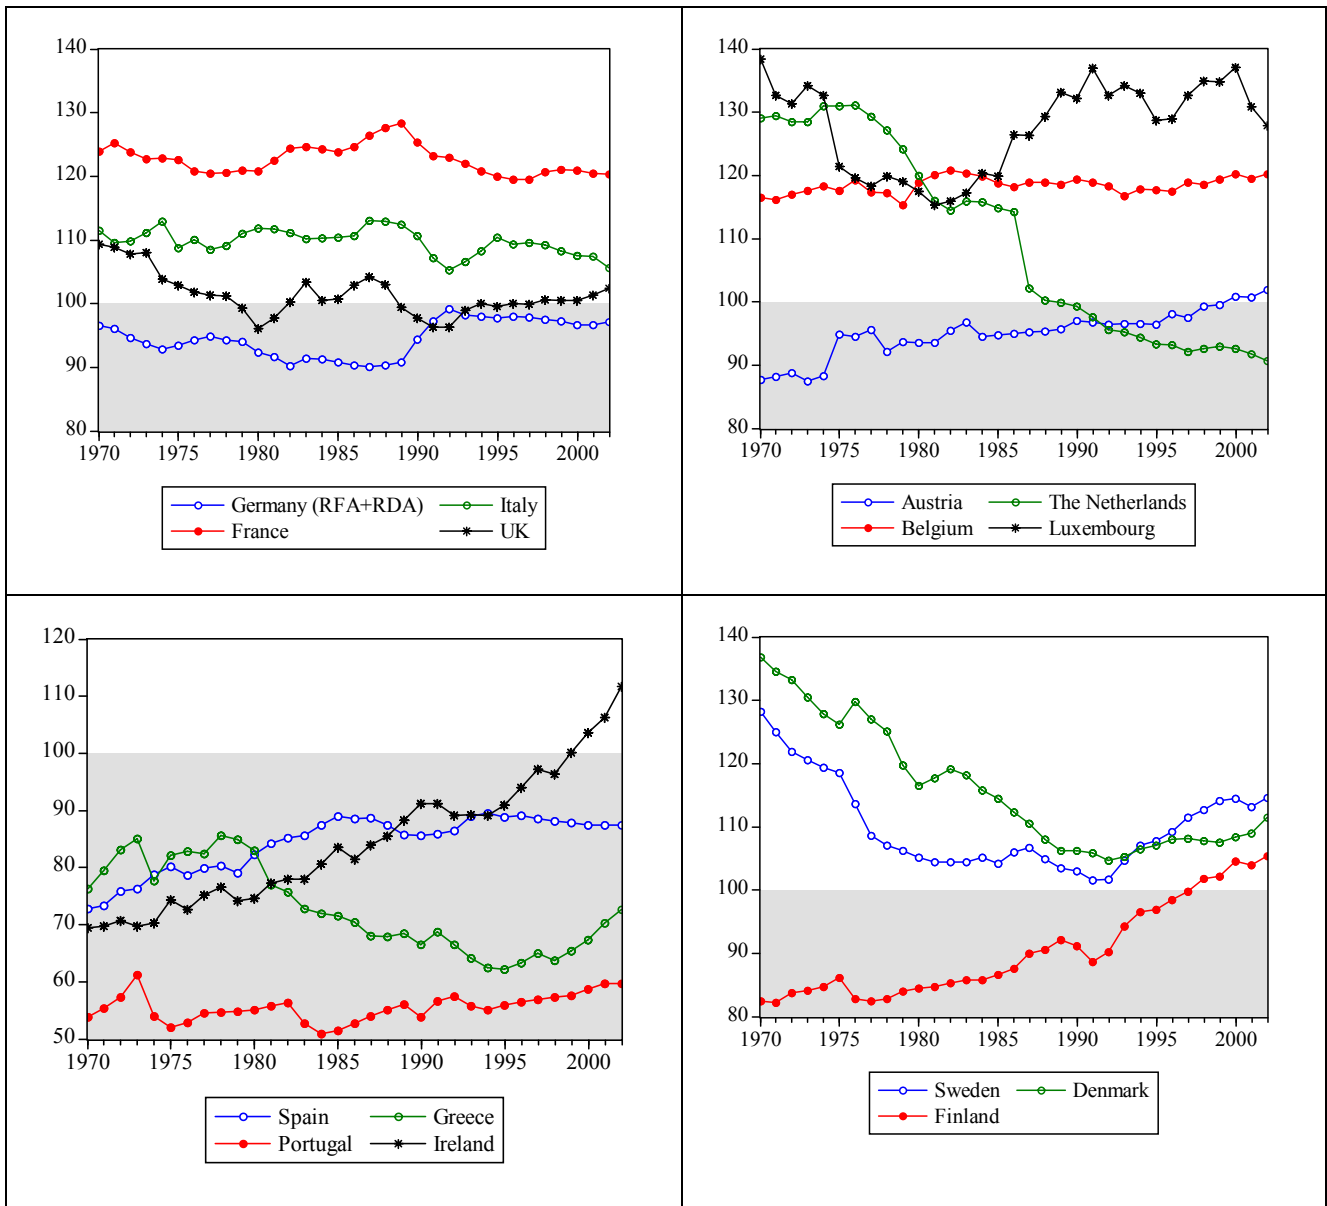 140
130
120
110
100
90
80
1970 1975 1980 1985 1990 1995 2000
Germany (RFA+RDA) Italy
France UK
140
130
120
110
100
90
80
1970 1975 1980 1985 1990 1995 2000
Austria The Netherlands
Belgium Luxembourg
120
110
100
90
80
70
60
50
1970 1975 1980 1985 1990 1995 2000
Spain Greece
Portugal Ireland
140
130
120
110
100
90
80
1970 1975 1980 1985 1990 1995 2000
Sweden Denmark
Finland